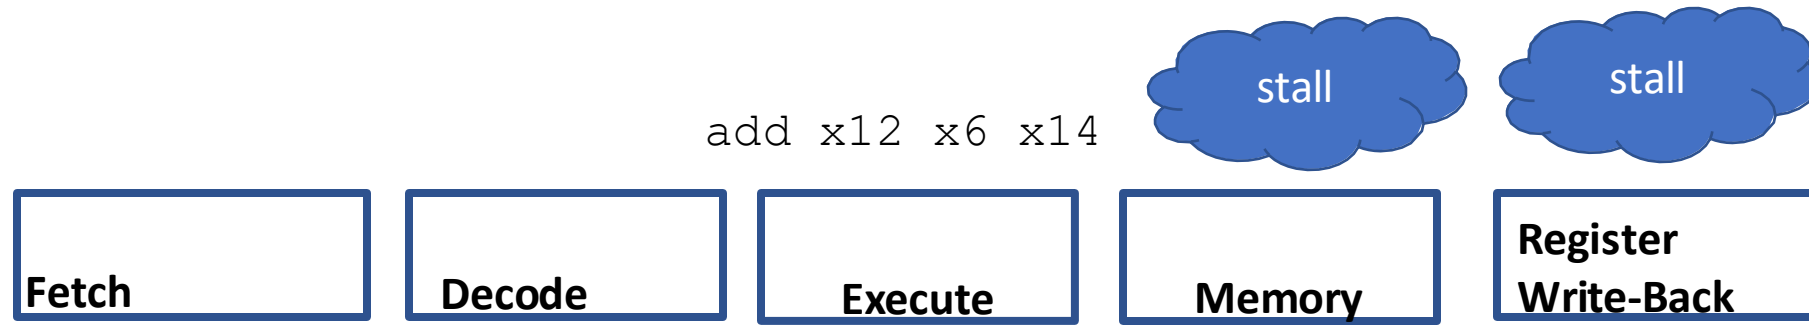 stall
stall
add x12 x6 x14
Fetch
Decode
Execute
Memory
Register
Write-Back